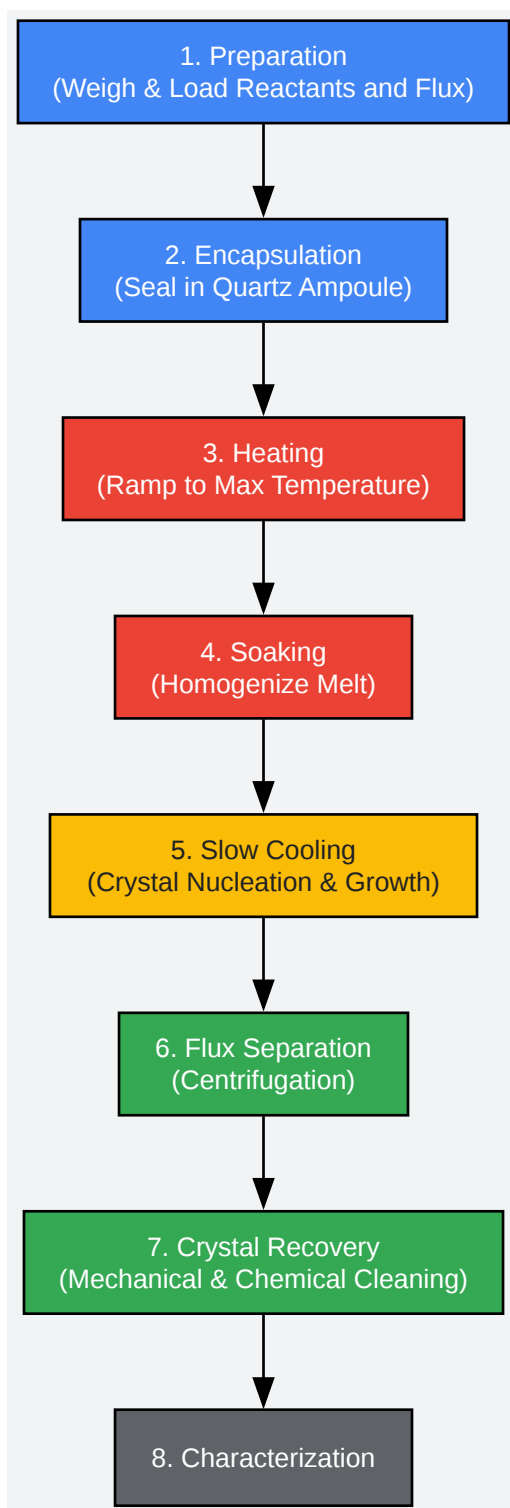 1. Preparation
(Weigh & Load Reactants and Flux)
2. Encapsulation
(Seal in Quartz Ampoule)
3. Heating
(Ramp to Max Temperature)
4. Soaking
(Homogenize Melt)
5. Slow Cooling
(Crystal Nucleation & Growth)
6. Flux Separation
(Centrifugation)
7. Crystal Recovery
(Mechanical & Chemical Cleaning)
8. Characterization